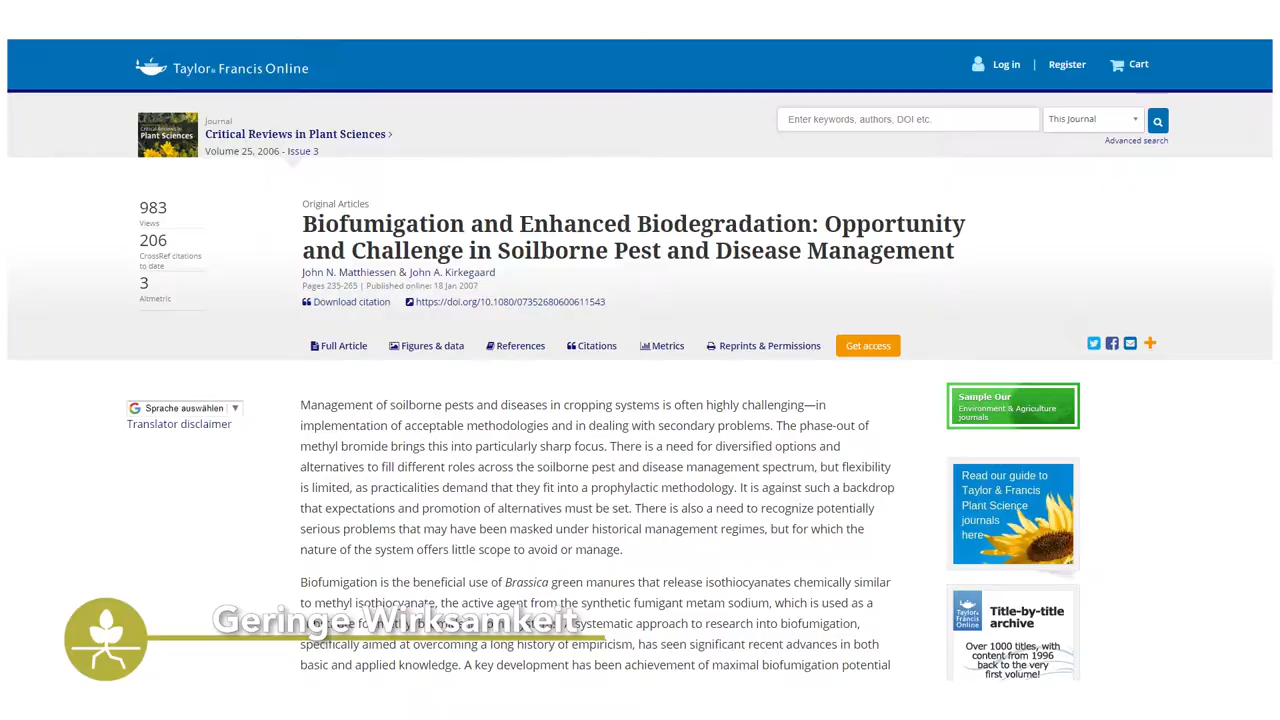 Taylor & Francis Online
Log in | Register Cart
Critical Reviews in
Plant Sciences
Journal
Critical Reviews in Plant Sciences ›
Volume 25, 2006 - Issue 3
Enter keywords, authors, DOI etc.
This Journal
Advanced search
983
Views
206
CrossRef citations
to date
3
Altmetric
Original Articles
Biofumigation and Enhanced Biodegradation: Opportunity
and Challenge in Soilborne Pest and Disease Management
John N. Matthiessen & John A. Kirkegaard
Pages 235-265 | Published online: 18 Jan 2007
Download citation https://doi.org/10.1080/07352680600611543
Full Article Figures & data References Citations Metrics Reprints & Permissions Get access
Sprache auswählen
Translator disclaimer
Management of soilborne pests and diseases in cropping systems is often highly challenging—in
implementation of acceptable methodologies and in dealing with secondary problems. The phase-out of
methyl bromide brings this into particularly sharp focus. There is a need for diversified options and
alternatives to fill different roles across the soilborne pest and disease management spectrum, but flexibility
is limited, as practicalities demand that they fit into a prophylactic methodology. It is against such a backdrop
that expectations and promotion of alternatives must be set. There is also a need to recognize potentially
serious problems that may have been masked under historical management regimes, but for which the
nature of the system offers little scope to avoid or manage.
Biofumigation is the beneficial use of Brassica green manures that release isothiocyanates chemically similar
to methyl isothiocyanate, the active agent from the synthetic fumigant metam sodium, which is used as a
systematic approach to research into biofumigation,
specifically aimed at overcoming a long history of empiricism, has seen significant recent advances in both
basic and applied knowledge. A key development has been achievement of maximal biofumigation potential
Geringe Wirksamkeit
Sample Our
Environment & Agriculture
journals
Read our guide to
Taylor & Francis
Plant Science
journals
here
Taylor & Francis Online
Title-by-title
archive
Over 1000 titles, with
content from 1996
back to the very
first volume!